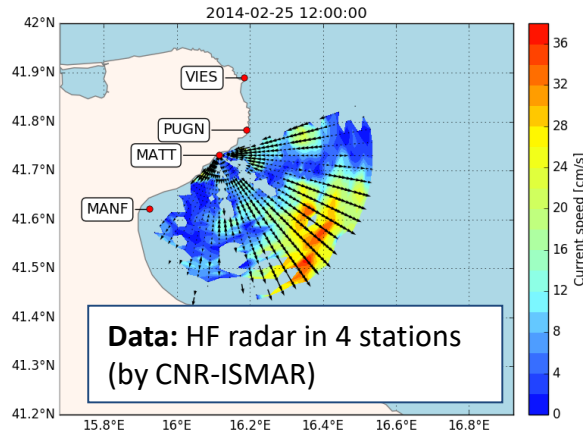 2014-02-25 12:00:00
42°N
41.9°N
41.8°N
41.7°N
41.6°N
41.5°N
41.4°N
41.3°N
41.2°N
VIES
PUGN
MATT
MANF
Data: HF radar in 4 stations
(by CNR-ISMAR)
15.8°E 16°E 16.2°E 16.4°E 16.6°E 16.8°E
36
32
28
24
20
16
12
8
4
0
Current speed [cm/s]